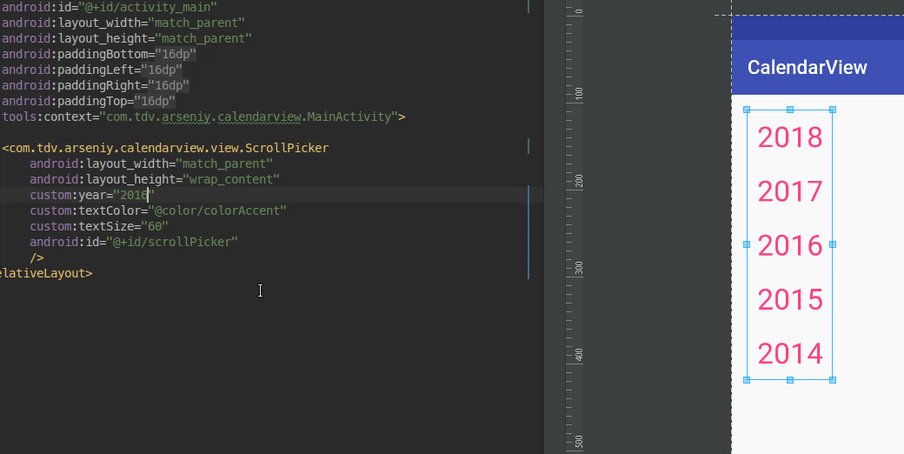 android:id="@+id/activity_main"
android:layout_width="match_parent"
android:layout_height="match_parent"
android:paddingBottom="16dp"
android:paddingLeft="16dp"
android:paddingRight="16dp"
android:paddingTop="16dp"
tools:context="com.tdv.arseniy.calendarview.MainActivity">
<com.tdv.arseniy.calendarview.view.ScrollPicker
android:layout_width="match_parent"
android:layout_height="wrap_content"
custom:year="2016"
custom:textColor="@color/colorAccent"
custom:textSize="60"
android:id="@+id/scrollPicker"
/>
elativeLayout>
0
100
200
300
400
500
CalendarView
2018
2017
2016
2015
2014